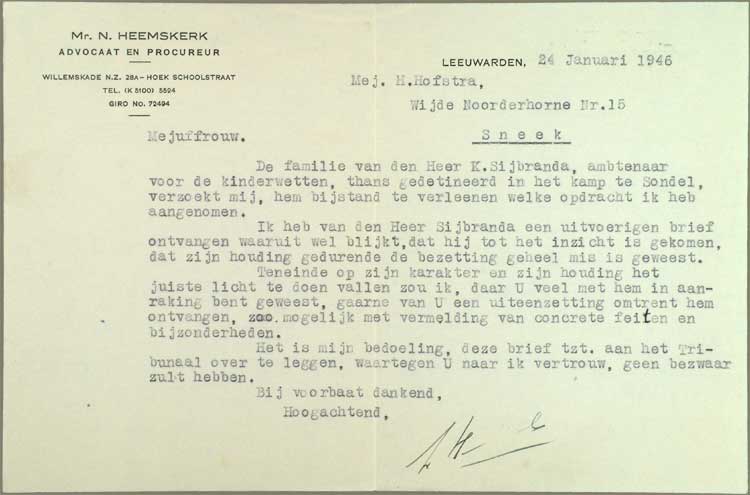 Mr. N. HEEMSKERK
ADVOCAAT EN PROCUREUR
WILLEMSKADE N.Z. 28A – HOEK SCHOOLSTRAAT
TEL. (K 5100) 5524
GIRO No. 72494
LEEUWARDEN, 24 Januari 1946
Mej. H.Hofstra,
Wijde Noorderhorne Nr.15
Mejuffrouw.
Sneek
De familie van den Heer K.Sijbranda, ambtenaar
voor de kinderwetten, thans gedetineerd in het kamp te Sondel,
verzoekt mij, hem bijstand te verleenen welke opdracht ik heb
aangenomen.
Ik heb van den Heer Sijbranda een uitvoerigen brief
ontvangen waaruit wel blijkt,dat hij tot het inzicht is gekomen,
dat zijn houding gedurende de bezetting geheel mis is geweest.
Teneinde op zijn karakter en zijn houding het
juiste licht te doen vallen zou ik, daar U veel met hem in aan-
raking bent geweest, gaarne van U een uiteenzetting omtrent hem
ontvangen, zoo.mogelijk met vermelding van concrete feiten en
bijzonderheden.
Het is mijn bedoeling, deze brief tzt. aan het Tri-
bunaal over te leggen, waartegen U naar ik vertrouw, geen bezwaar
zult hebben.
Bij voorbaat dankend,
Hoogachtend,